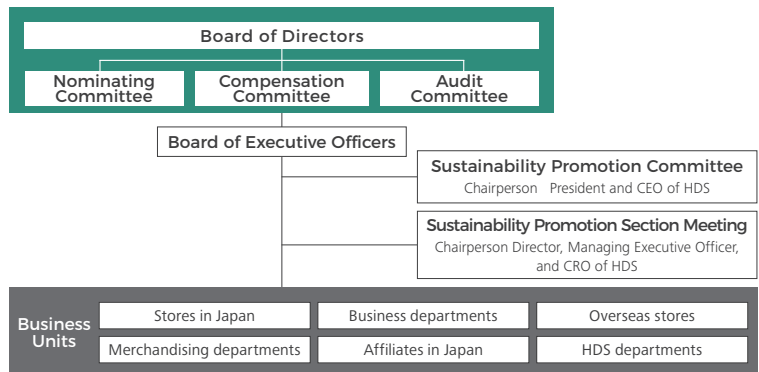 Board of Directors
Nominating
Committee
Compensation
Committee
Audit
Committee
Board of Executive Officers
Sustainability Promotion Committee
Chairperson President and CEO of HDS
Sustainability Promotion Section Meeting
Chairperson Director, Managing Executive Officer,
and CRO of HDS
Business
Units
Stores in Japan
Business departments
Overseas stores
Merchandising departments
Affiliates in Japan
HDS departments